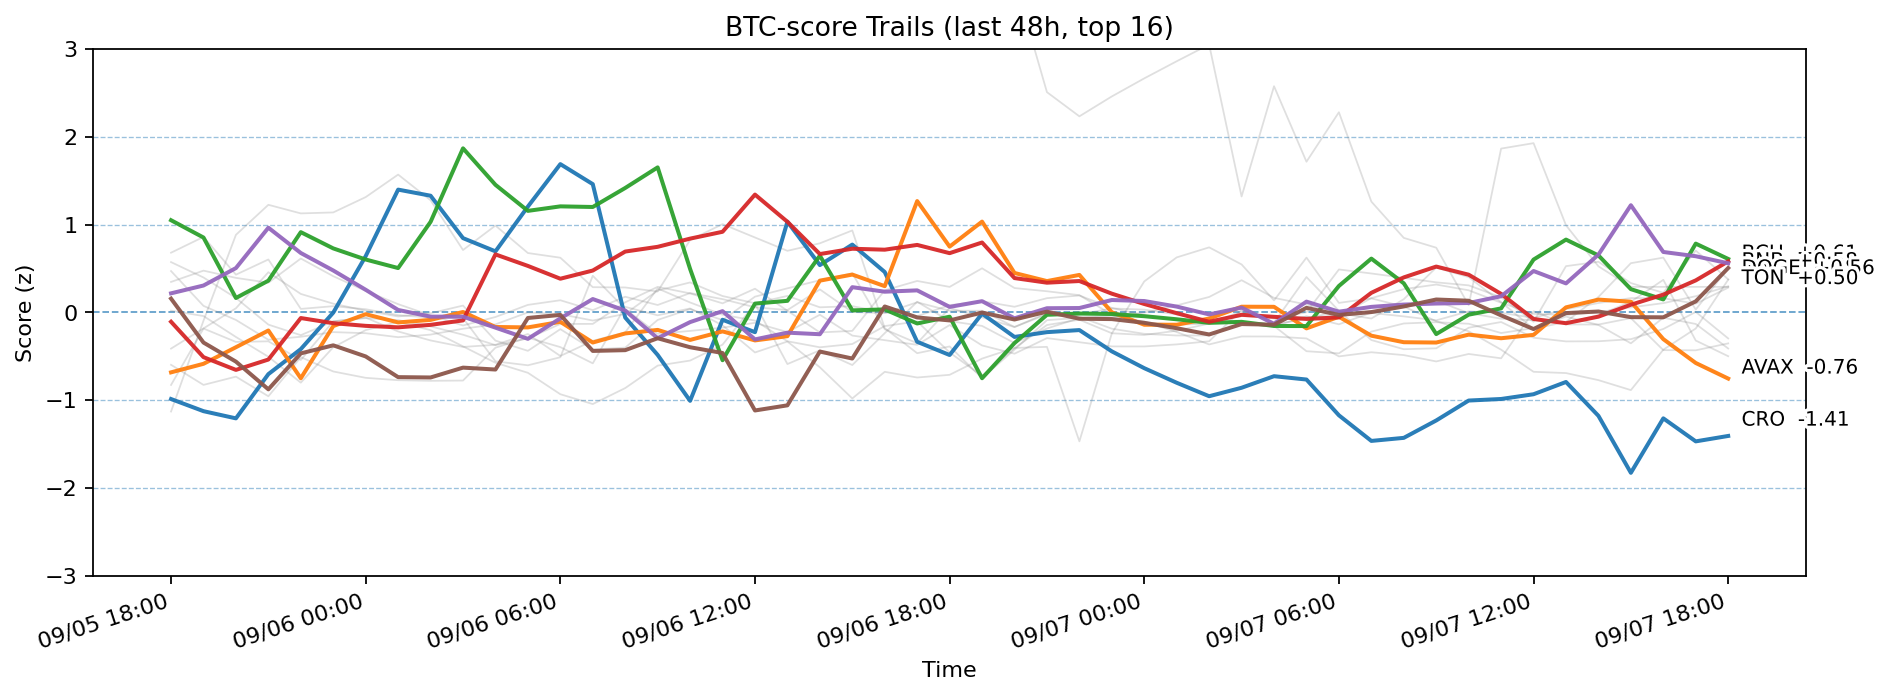 BTC-score Trails (last 48h, top 16)
Score (z)
3
2
1
0
−1
−2
−3
TON +0.50
AVAX -0.76
CRO -1.41
09/05 18:00
09/06 00:00
09/06 06:00
09/06 12:00
09/06 18:00
09/07 00:00
09/07 06:00
09/07 12:00
09/07 18:00
Time